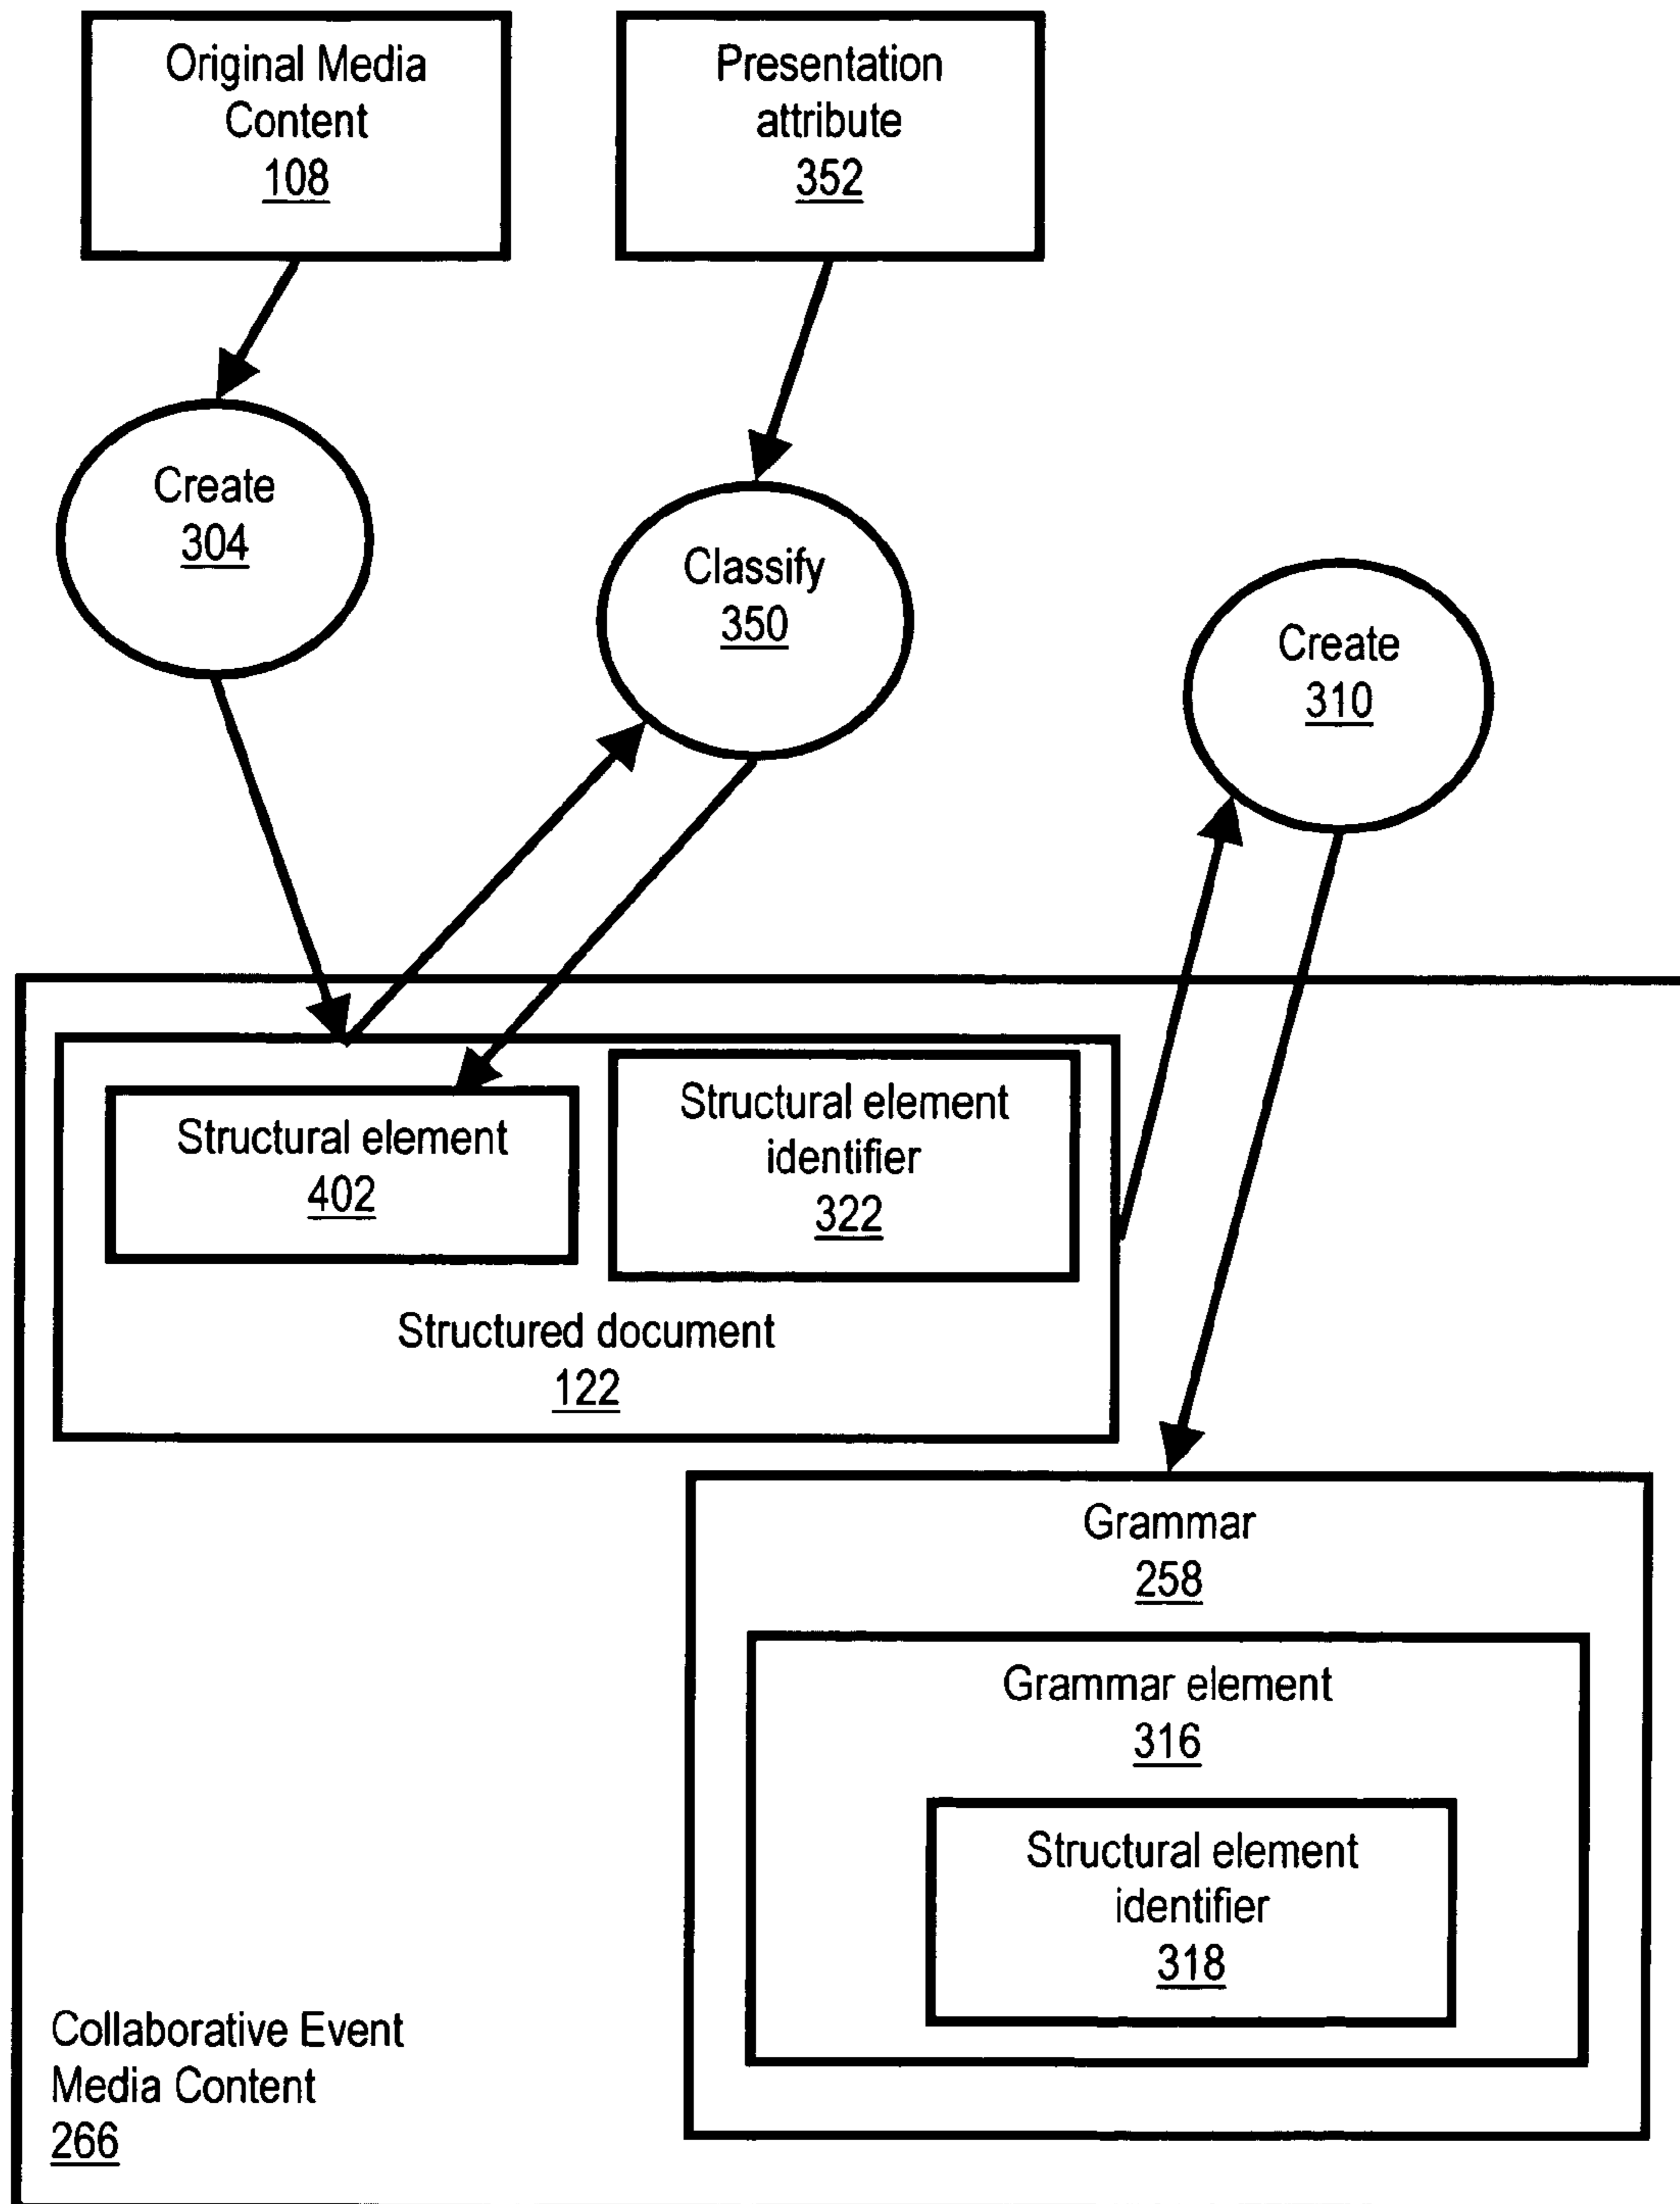 Original Media
Content
108
Presentation
attribute
352
Create
304
Classify
350
Create
310
Structural element
402
Structural element
identifier
322
Structured document
122
Grammar
258
Grammar element
316
Structural element
identifier
318
Collaborative Event
Media Content
266